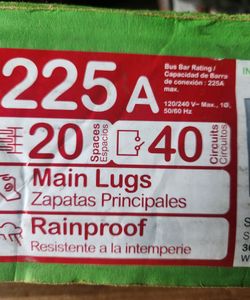 225 A
Bus Bar Rating /
Capacidad de Barra
de conexión : 225A
max.
120/240 V~ Max., 1Ø,
50/60 Hz
20 Spaces Espacios
40 Circuits Circuitos
Main Lugs
Zapatas Principales
Rainproof
Resistente a la intemperie